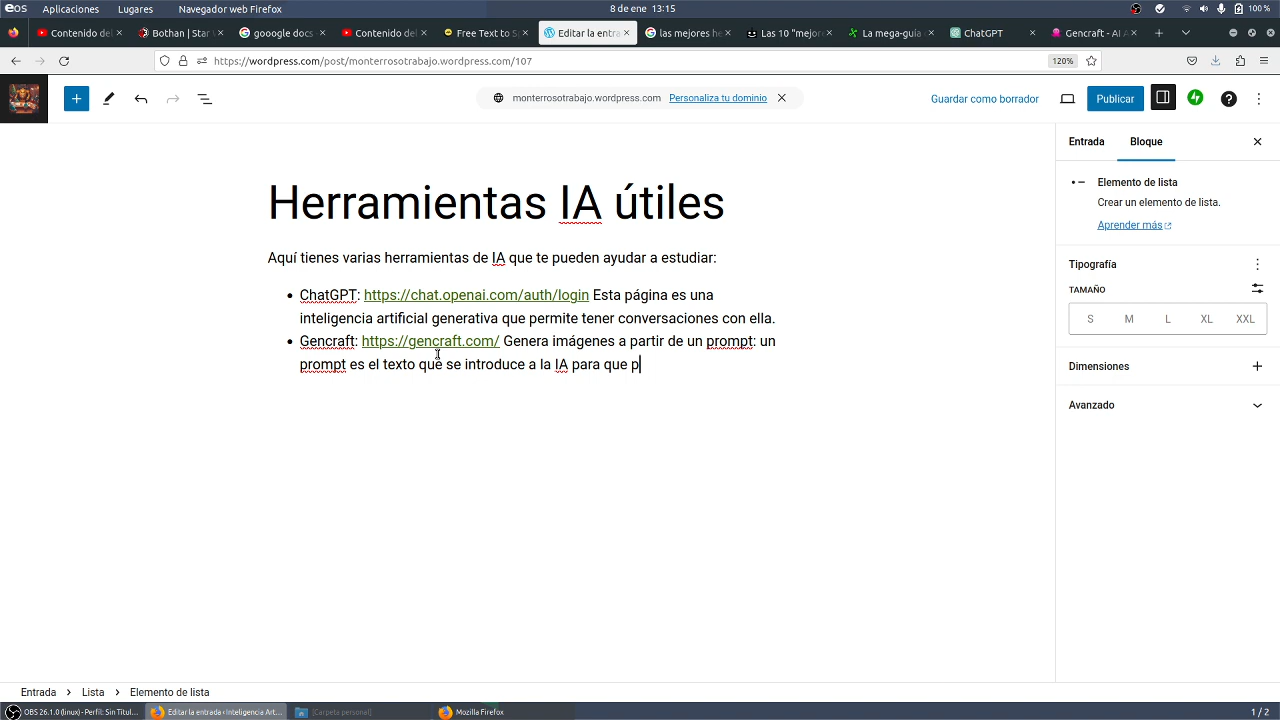 eOS Aplicaciones Lugares Navegador web Firefox 8 de ene 13:15 100 %
Contenido del Bothan | Star gooogle docs Contenido del Free Text to Sp Editar la entra las mejores he Las 10 "mejore La mega-guía ChatGPT Gencraft - AI A
https://wordpress.com/post/monterrosotrabajo.wordpress.com/107 120%
monterrosotrabajo.wordpress.com Personaliza tu dominio Guardar como borrador Publicar
Entrada Bloque
Herramientas IA útiles
Elemento de lista
Crear un elemento de lista.
Aprender más
Aquí tienes varias herramientas de IA que te pueden ayudar a estudiar:
Tipografía
TAMAÑO
ChatGPT: https://chat.openai.com/auth/login Esta página es una
inteligencia artificial generativa que permite tener conversaciones con ella.
S M L XL XXL
Gencraft: https://gencraft.com/ Genera imágenes a partir de un prompt: un
prompt es el texto que se introduce a la IA para que p
Dimensiones
Avanzado
Entrada Lista Elemento de lista
OBS 26.1.0 (linux) - Perfil: Sin Titul... Editar la entrada ‹ Inteligencia Art... [Carpeta personal] Mozilla Firefox 1 / 2